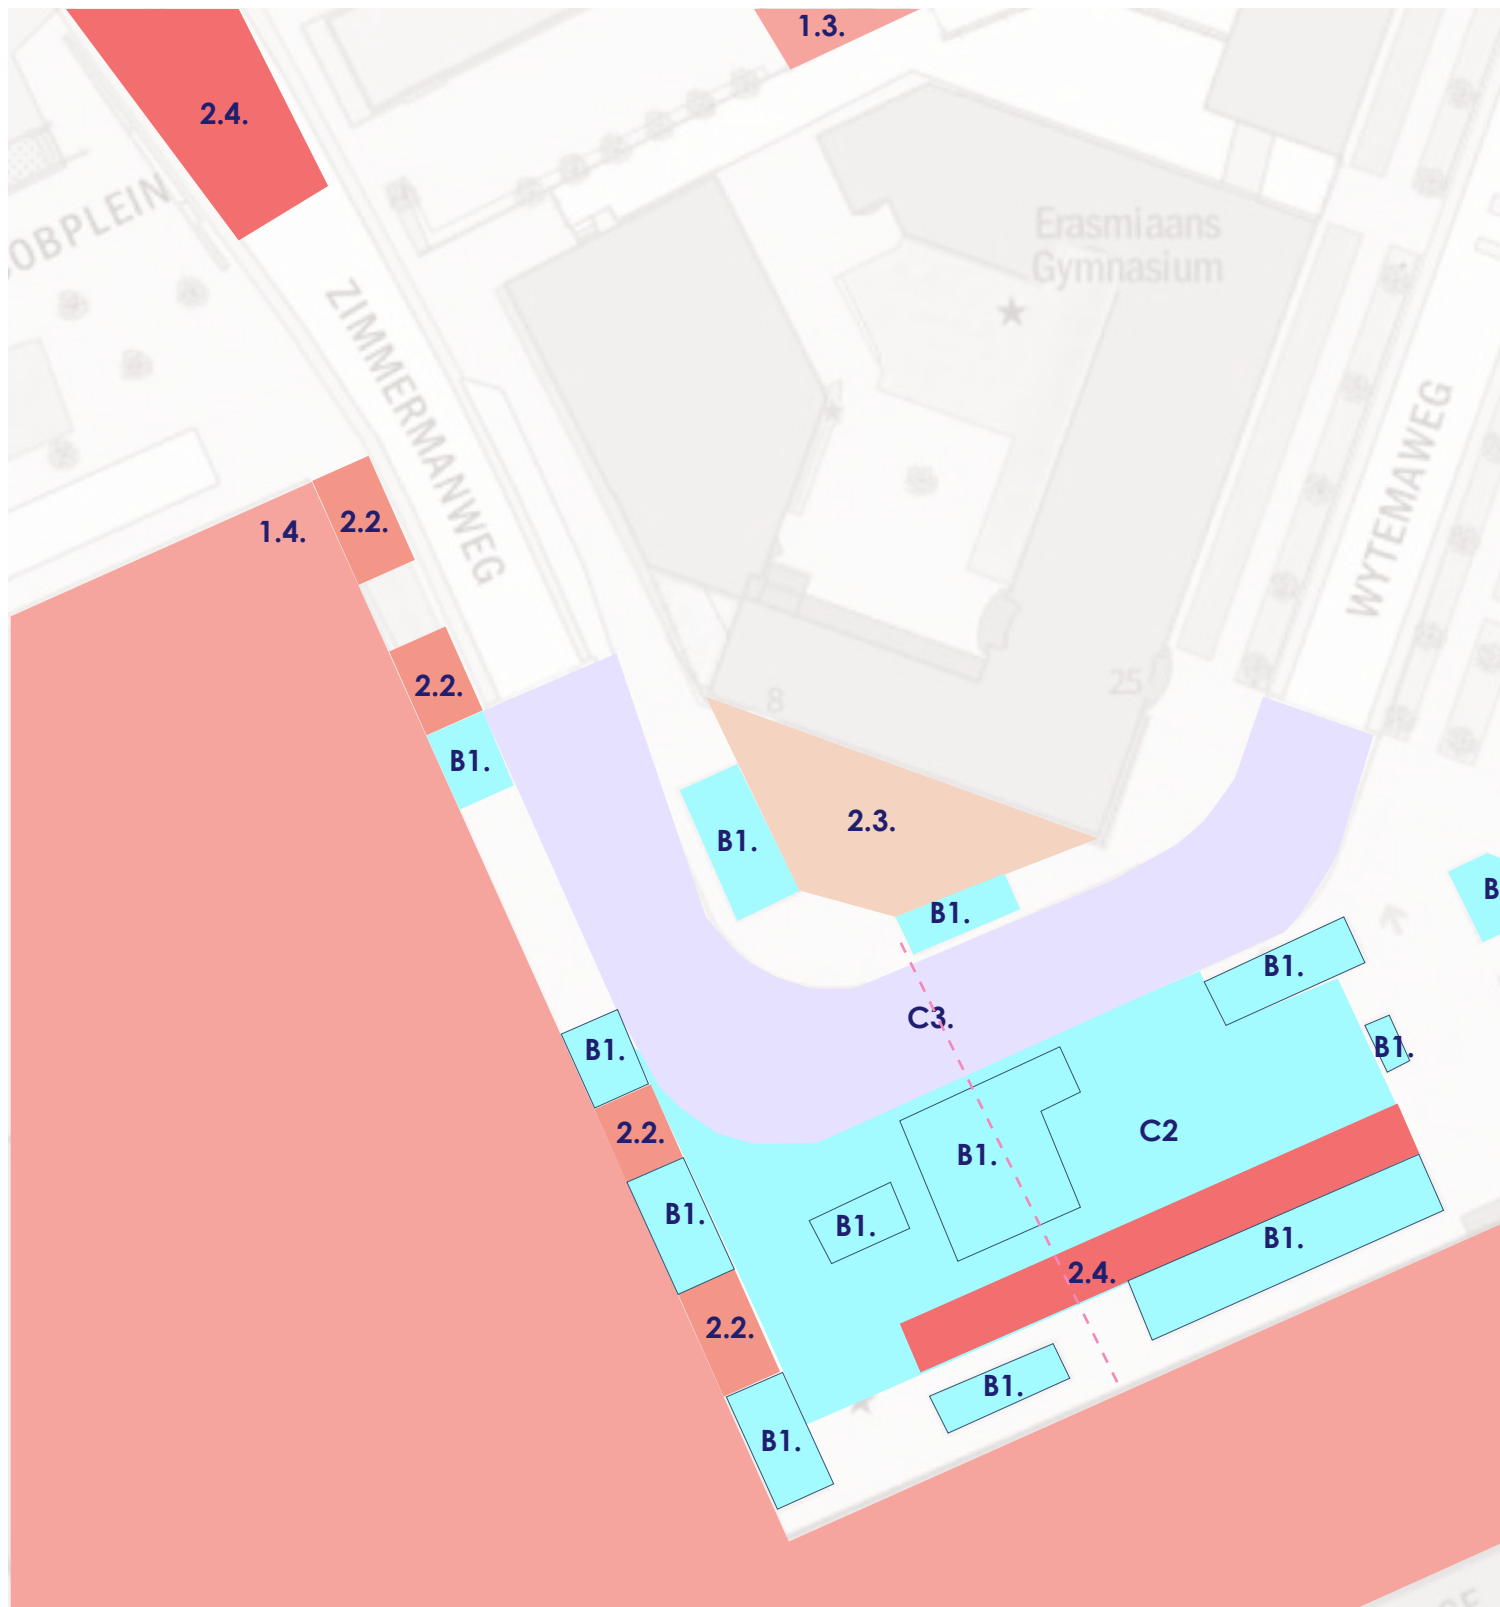 1.3.
2.4.
OBPLEIN
Erasmiaans
Gymnasium
ZIMMERMANWEG
WYTEMAWEG
1.4.
2.2.
2.2.
B1.
8
25
2.3.
B1.
B1.
B
B1.
C3.
B1.
B1.
2.2.
C2
B1.
B1.
B1.
B1.
2.4.
2.2.
B1.
B1.